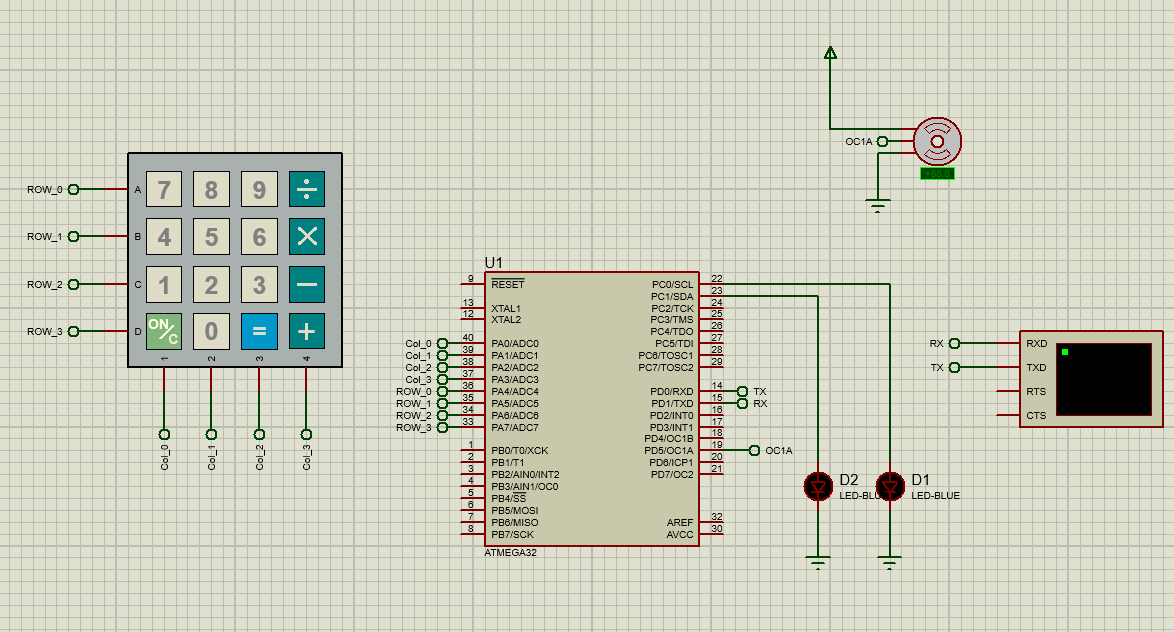 OC1A
+88.8
ROW_0
A
7
8
9
÷
ROW_1
B
4
5
6
×
ROW_2
C
1
2
3
−
ROW_3
D
ON/C
0
=
+
1
2
3
4
Col_0
Col_1
Col_2
Col_3
U1
9
RESET
13
XTAL1
12
XTAL2
Col_0
40
PA0/ADC0
Col_1
39
PA1/ADC1
Col_2
38
PA2/ADC2
Col_3
37
PA3/ADC3
ROW_0
36
PA4/ADC4
ROW_1
35
PA5/ADC5
ROW_2
34
PA6/ADC6
ROW_3
33
PA7/ADC7
1
PB0/T0/XCK
2
PB1/T1
3
PB2/AIN0/INT2
4
PB3/AIN1/OC0
5
PB4/SS
6
PB5/MOSI
7
PB6/MISO
8
PB7/SCK
PC0/SCL
22
PC1/SDA
23
PC2/TCK
24
PC3/TMS
25
PC4/TDO
26
PC5/TDI
27
PC6/TOSC1
28
PC7/TOSC2
29
PD0/RXD
14
TX
PD1/TXD
15
RX
PD2/INT0
16
PD3/INT1
17
PD4/OC1B
18
PD5/OC1A
19
OC1A
PD6/ICP1
20
PD7/OC2
21
AREF
32
AVCC
30
ATMEGA32
D2
LED-BLU
D1
LED-BLUE
RX
RXD
TX
TXD
RTS
CTS